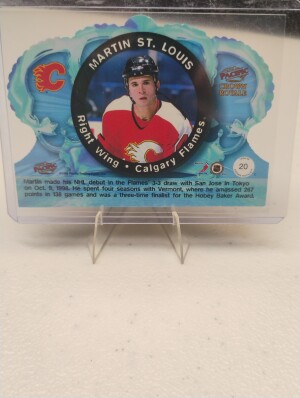 MARTIN ST. LOUIS
Right Wing • Calgary Flames
PACIFIC
20
Martin made his NHL debut in the Flames' 3-3 draw with San Jose in Tokyo
on Oct. 9, 1998. He spent four seasons with Vermont, where he amassed 267
points in 139 games and was a three-time finalist for the Hobey Baker Award.